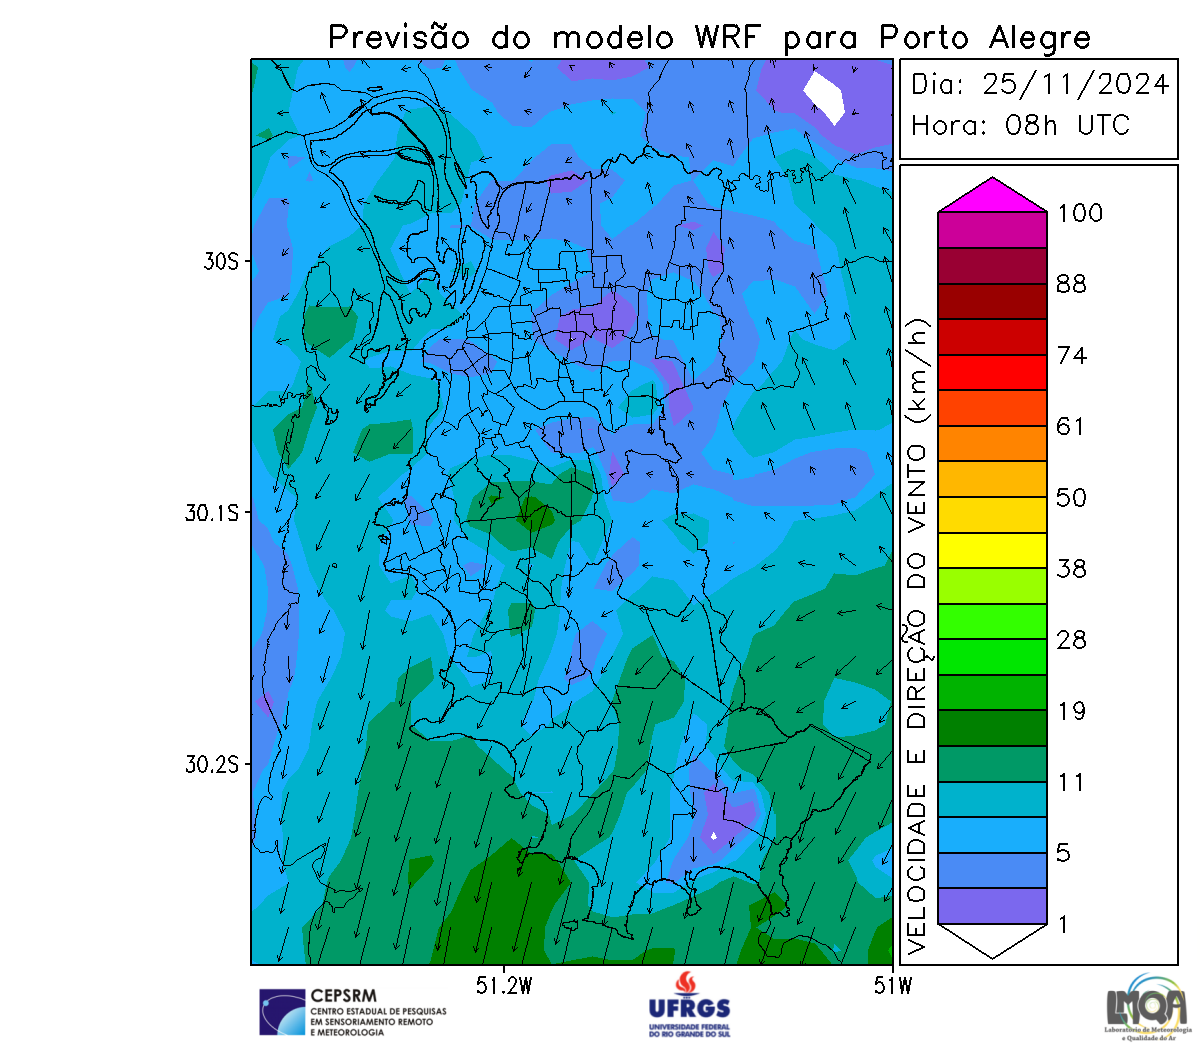 Previsão do modelo WRF para Porto Alegre
Dia: 25/11/2024
Hora: 08h UTC
30S
30.1S
30.2S
51.2W
51W
VELOCIDADE E DIREÇÃO DO VENTO (km/h)
100
88
74
61
50
38
28
19
11
5
1
CEPSRM
CENTRO ESTADUAL DE PESQUISAS
EM SENSORIAMENTO REMOTO
E METEOROLOGIA
UFRGS
UNIVERSIDADE FEDERAL
DO RIO GRANDE DO SUL
LMQA
Laboratório de Meteorologia
e Qualidade do Ar